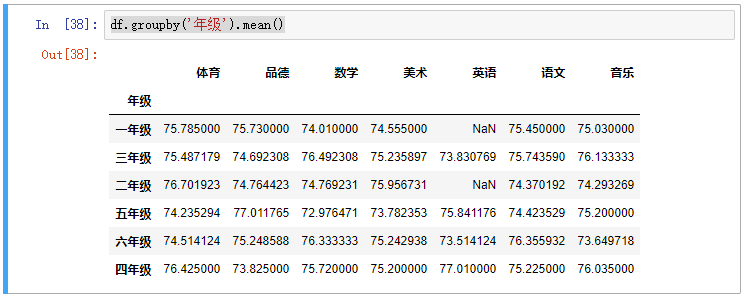 In [38]: df.groupby('年级').mean()
Out[38]:
体育 品德 数学 美术 英语 语文 音乐
年级
一年级 75.785000 75.730000 74.010000 74.555000 NaN 75.450000 75.030000
三年级 75.487179 74.692308 76.492308 75.235897 73.830769 75.743590 76.133333
二年级 76.701923 74.764423 74.769231 75.956731 NaN 74.370192 74.293269
五年级 74.235294 77.011765 72.976471 73.782353 75.841176 74.423529 75.200000
六年级 74.514124 75.248588 76.333333 75.242938 73.514124 76.355932 73.649718
四年级 76.425000 73.825000 75.720000 75.200000 77.010000 75.225000 76.035000